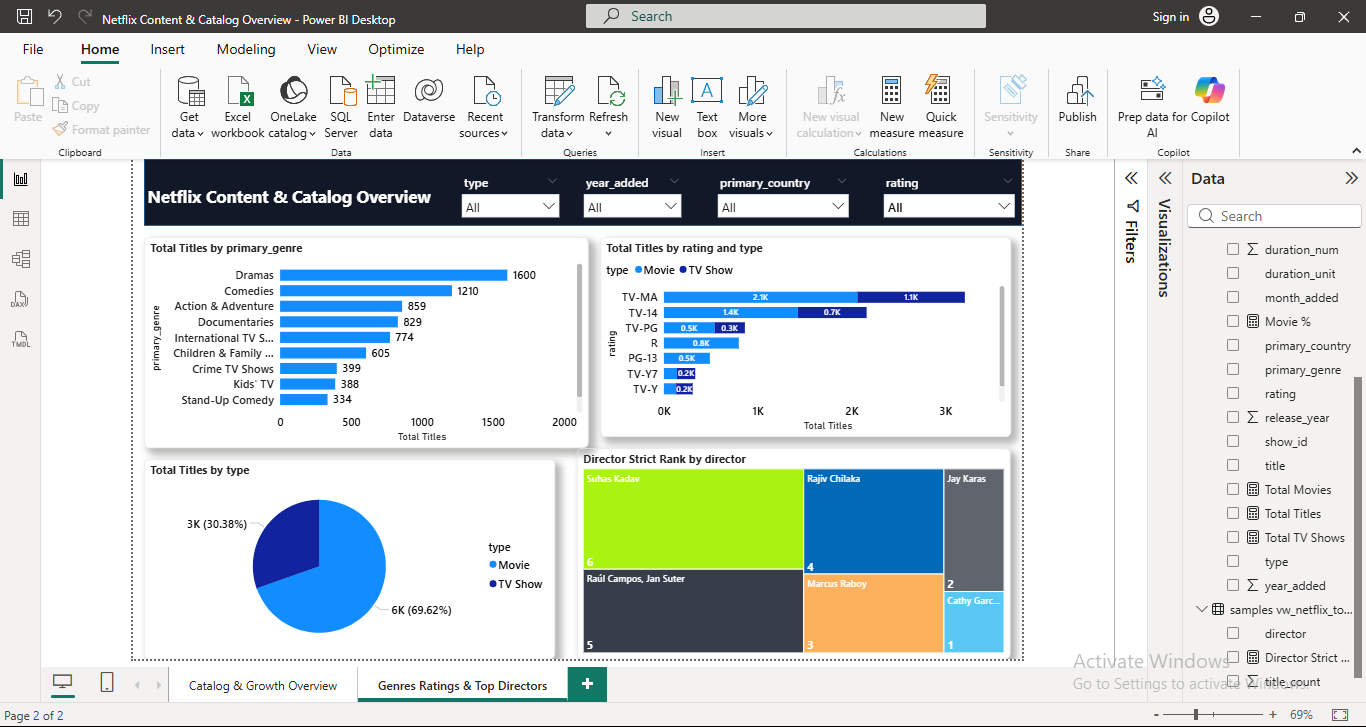 Netflix Content & Catalog Overview - Power BI Desktop
Search
Sign in
File Home Insert Modeling View Optimize Help
Paste
Cut
Copy
Format painter
Clipboard
Get data
Excel workbook
OneLake catalog
SQL Server
Enter data
Dataverse
Recent sources
Data
Transform data
Refresh
Queries
New visual
Text box
More visuals
Insert
New visual calculation
New measure
Quick measure
Calculations
Sensitivity
Sensitivity
Publish
Share
Prep data for AI
Copilot
Copilot
DAX
TMDL
Netflix Content & Catalog Overview
type
All
year_added
All
primary_country
All
rating
All
Total Titles by primary_genre
primary_genre
Dramas 1600
Comedies 1210
Action & Adventure 859
Documentaries 829
International TV S... 774
Children & Family ... 605
Crime TV Shows 399
Kids' TV 388
Stand-Up Comedy 334
0 500 1000 1500 2000
Total Titles
Total Titles by rating and type
type Movie TV Show
rating
TV-MA 2.1K 1.1K
TV-14 1.4K 0.7K
TV-PG 0.5K 0.3K
R 0.8K
PG-13 0.5K
TV-Y7 0.2K
TV-Y 0.2K
0K 1K 2K 3K
Total Titles
Total Titles by type
3K (30.38%)
6K (69.62%)
type
Movie
TV Show
Director Strict Rank by director
Suhas Kadav
6
Raúl Campos, Jan Suter
5
Rajiv Chilaka
4
Marcus Raboy
3
Jay Karas
2
Cathy Garc...
1
Filters
Visualizations
Data
Search
duration_num
duration_unit
month_added
Movie %
primary_country
primary_genre
rating
release_year
show_id
title
Total Movies
Total Titles
Total TV Shows
type
year_added
samples vw_netflix_to...
director
Director Strict ...
title_count
Activate Windows
Go to Settings to activate Windows.
Catalog & Growth Overview
Genres Ratings & Top Directors
Page 2 of 2
69%